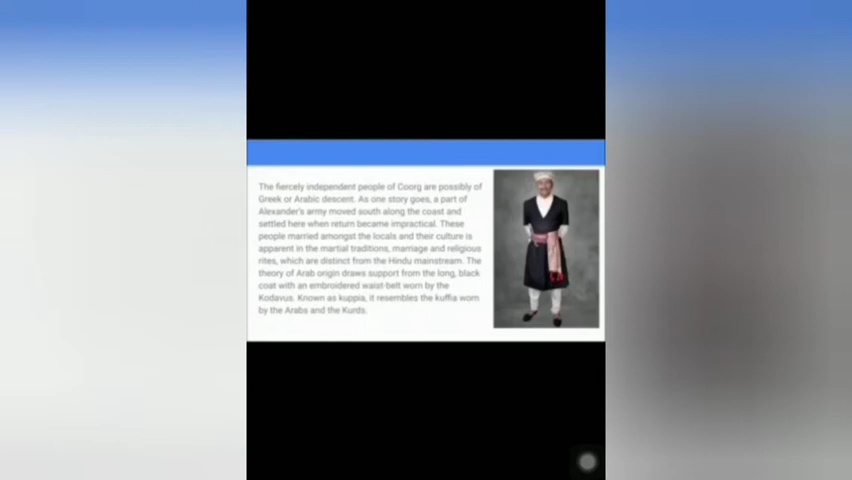 The fiercely independent people of Coorg are possibly of
Greek or Arabic descent. As one story goes, a part of
Alexander's army moved south along the coast and
settled here when return became impractical. These
people married amongst the locals and their culture is
apparent in the martial traditions, marriage and religious
rites, which are distinct from the Hindu mainstream. The
theory of Arab origin draws support from the long, black
coat with an embroidered waist-belt worn by the
Kodavus. Known as kuppia, it resembles the kuffia worn
by the Arabs and the Kurds.